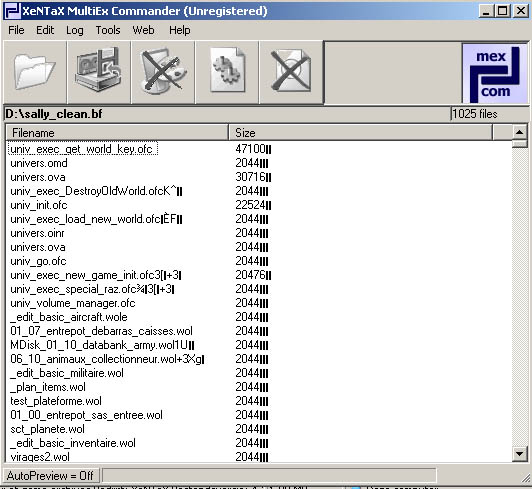 XeNTaX MultiEx Commander (Unregistered)
File Edit Log Tools Web Help
mex
com
D:\sally_clean.bf 1025 files
Filename Size
univ_exec_get_world_key.ofc 47100
univers.omd 2044
univers.ova 30716
univ_exec_DestroyOldWorld.ofcK^ 2044
univ_init.ofc 22524
univ_exec_load_new_world.ofc|ÈF 2044
univers.oinr 2044
univers.ova 2044
univ_go.ofc 2044
univ_exec_new_game_init.ofc3[|+3| 20476
univ_exec_special_raz.ofc¾|3[|+3| 2044
univ_volume_manager.ofc 2044
_edit_basic_aircraft.wole 2044
01_07_entrepot_debarras_caisses.wol 2044
MDisk_01_10_databank_army.wol1U 2044
06_10_animaux_collectionneur.wol+3Xg| 2044
_edit_basic_militaire.wol 2044
_plan_items.wol 2044
test_plateforme.wol 2044
01_00_entrepot_sas_entree.wol 2044
sct_planete.wol 2044
_edit_basic_inventaire.wol 2044
virages2.wol 2044
AutoPreview = Off